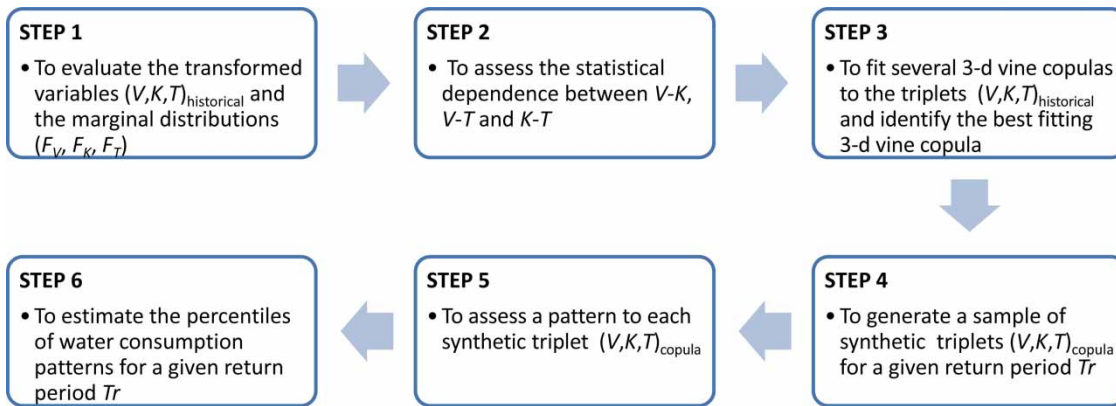 STEP 1
• To evaluate the transformed
variables (V,K,T)historical and
the marginal distributions
(FV, FK, FT)
STEP 2
• To assess the statistical
dependence between V-K,
V-T and K-T
STEP 3
• To fit several 3-d vine copulas
to the triplets (V,K,T)historical
and identify the best fitting
3-d vine copula
STEP 4
• To generate a sample of
synthetic triplets (V,K,T)copula
for a given return period Tr
STEP 5
• To assess a pattern to each
synthetic triplet (V,K,T)copula
STEP 6
• To estimate the percentiles
of water consumption
patterns for a given return
period Tr